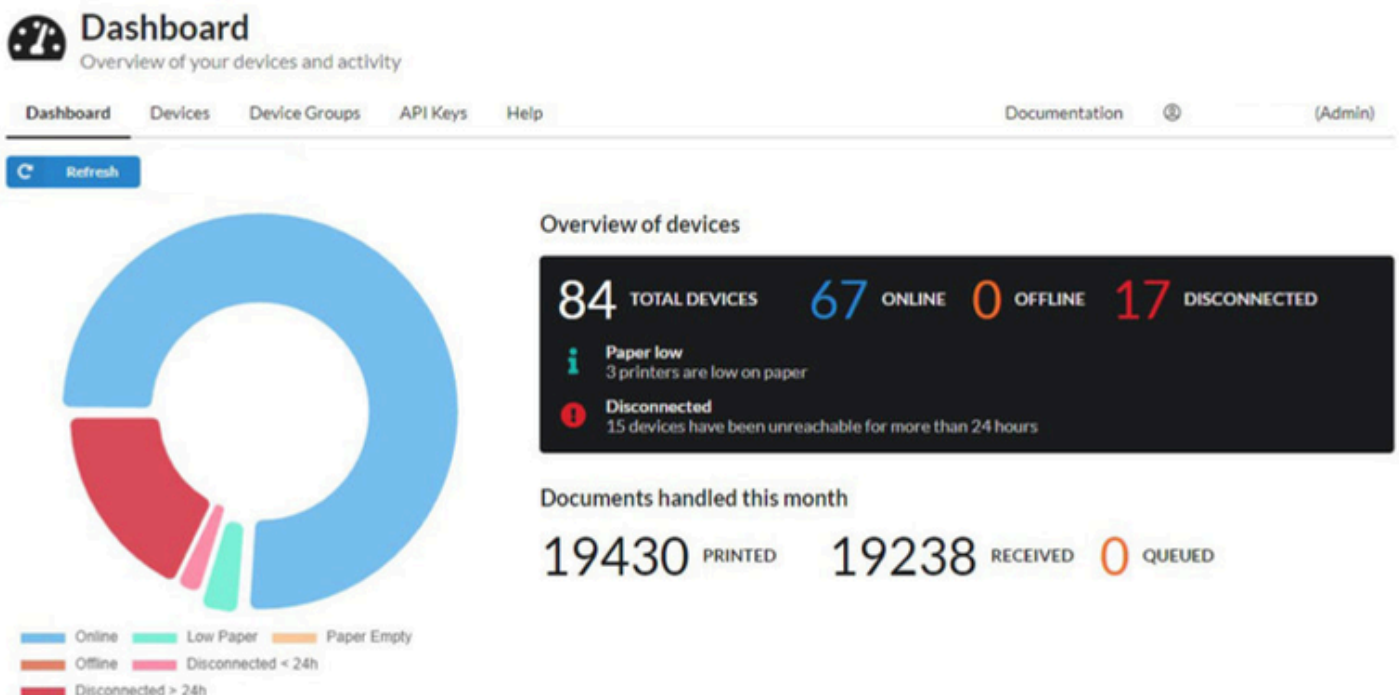 Dashboard
Overview of your devices and activity
Dashboard Devices Device Groups API Keys Help Documentation (Admin)
Refresh
Overview of devices
84 TOTAL DEVICES 67 ONLINE 0 OFFLINE 17 DISCONNECTED
Paper low
3 printers are low on paper
Disconnected
15 devices have been unreachable for more than 24 hours
Documents handled this month
19430 PRINTED 19238 RECEIVED 0 QUEUED
Online Low Paper Paper Empty
Offline Disconnected < 24h
Disconnected > 24h